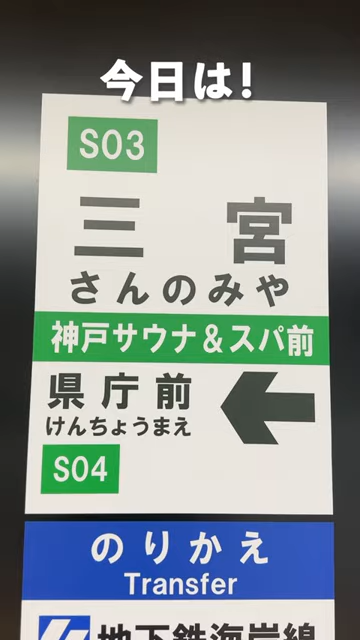 今日は!
S03
三宮
さんのみや
神戸サウナ&スパ前
県庁前
けんちょうまえ
S04
のりかえ
Transfer
地下鉄海岸線